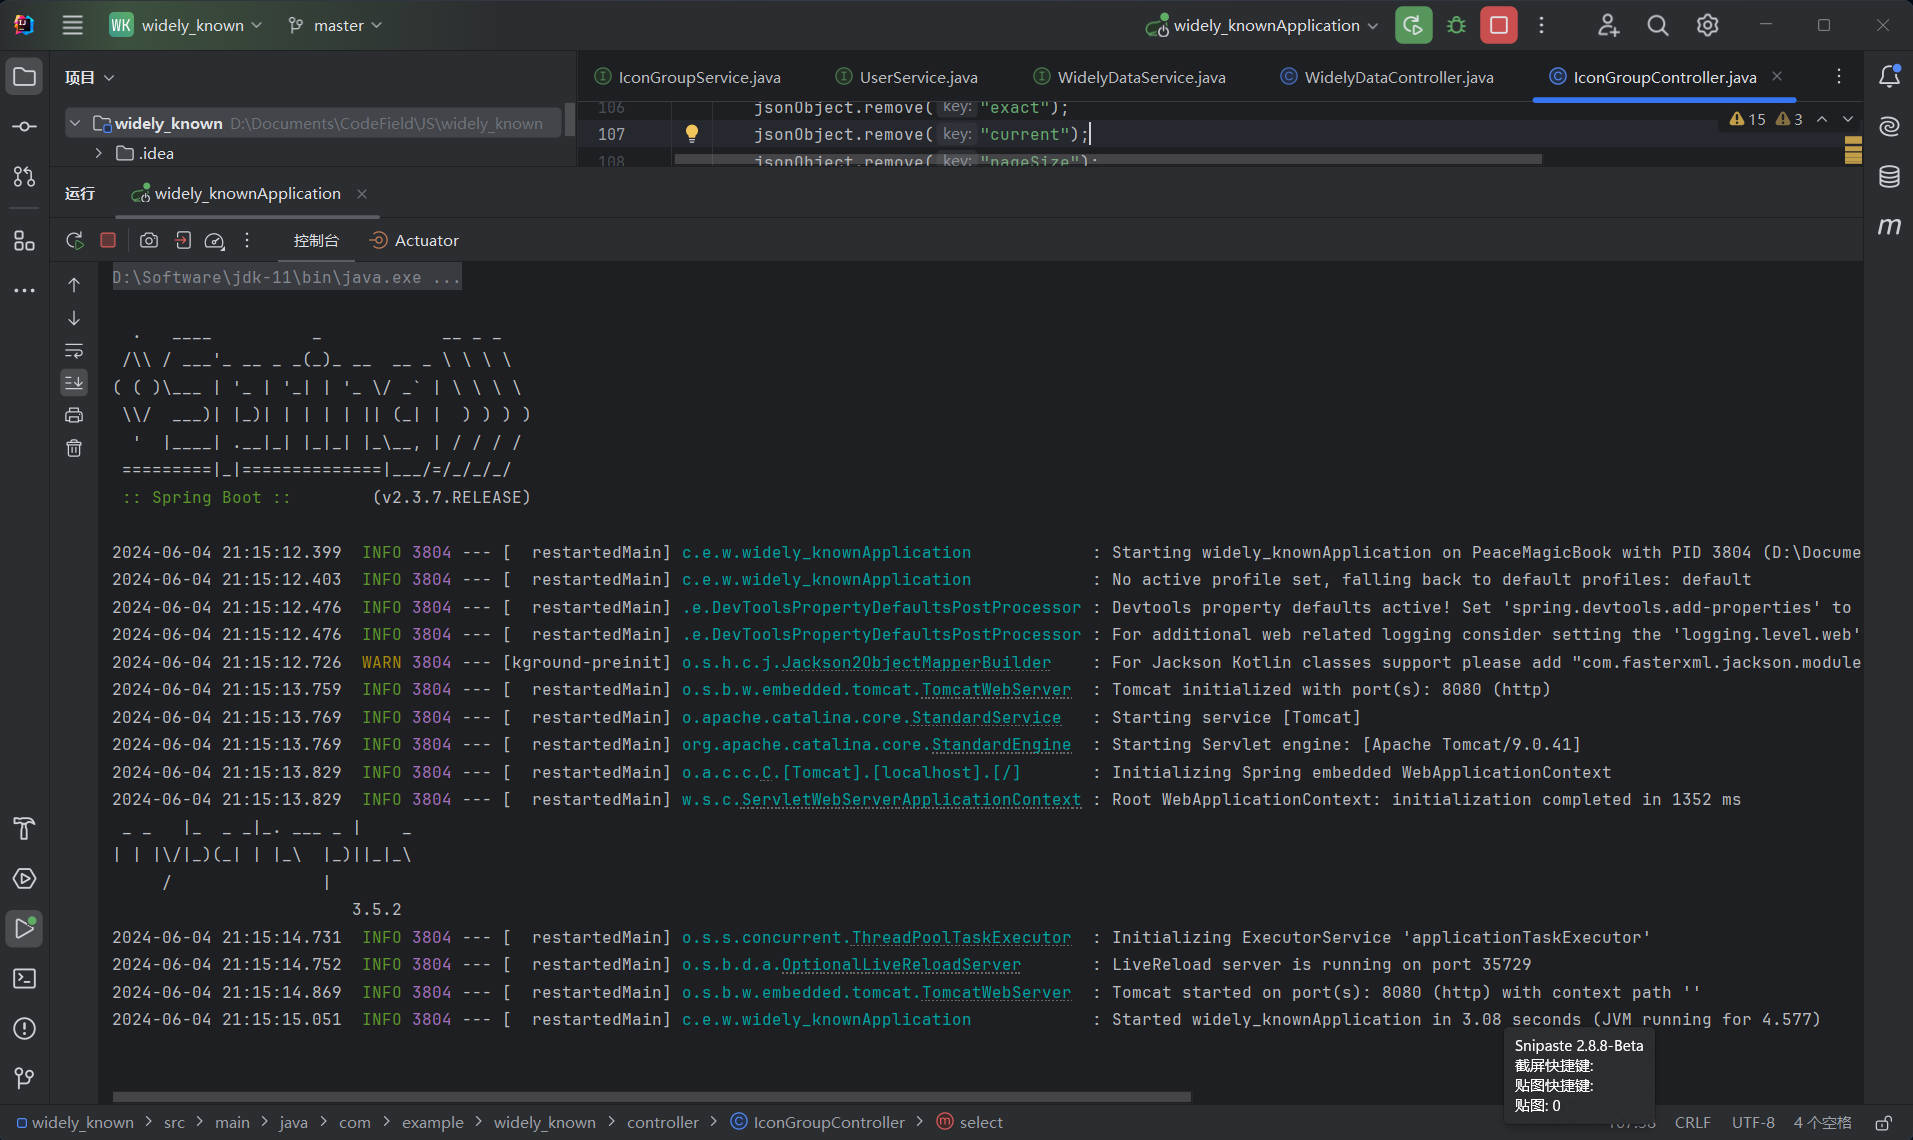 WK widely_known master widely_knownApplication
项目 IconGroupService.java UserService.java WidelyDataService.java WidelyDataController.java IconGroupController.java
106 jsonObject.remove( key: "exact");
widely_known D:\Documents\CodeField\JS\widely_known 107 jsonObject.remove( key: "current"); 15 3
.idea 108 jsonObject.remove( key: "pageSize");
运行 widely_knownApplication
控制台 Actuator
D:\Software\jdk-11\bin\java.exe ...
  .   ____          _            __ _ _
 /\\ / ___'_ __ _ _(_)_ __  __ _ \ \ \ \
( ( )\___ | '_ | '_| | '_ \/ _` | \ \ \ \
 \\/  ___)| |_)| | | | | || (_| |  ) ) ) )
  '  |____| .__|_| |_|_| |_\__, | / / / /
 =========|_|==============|___/=/_/_/_/
 :: Spring Boot ::        (v2.3.7.RELEASE)
2024-06-04 21:15:12.399  INFO 3804 --- [  restartedMain] c.e.w.widely_knownApplication            : Starting widely_knownApplication on PeaceMagicBook with PID 3804 (D:\Docume
2024-06-04 21:15:12.403  INFO 3804 --- [  restartedMain] c.e.w.widely_knownApplication            : No active profile set, falling back to default profiles: default
2024-06-04 21:15:12.476  INFO 3804 --- [  restartedMain] .e.DevToolsPropertyDefaultsPostProcessor : Devtools property defaults active! Set 'spring.devtools.add-properties' to
2024-06-04 21:15:12.476  INFO 3804 --- [  restartedMain] .e.DevToolsPropertyDefaultsPostProcessor : For additional web related logging consider setting the 'logging.level.web'
2024-06-04 21:15:12.726  WARN 3804 --- [kground-preinit] o.s.h.c.j.Jackson2ObjectMapperBuilder    : For Jackson Kotlin classes support please add "com.fasterxml.jackson.module
2024-06-04 21:15:13.759  INFO 3804 --- [  restartedMain] o.s.b.w.embedded.tomcat.TomcatWebServer  : Tomcat initialized with port(s): 8080 (http)
2024-06-04 21:15:13.769  INFO 3804 --- [  restartedMain] o.apache.catalina.core.StandardService   : Starting service [Tomcat]
2024-06-04 21:15:13.769  INFO 3804 --- [  restartedMain] org.apache.catalina.core.StandardEngine  : Starting Servlet engine: [Apache Tomcat/9.0.41]
2024-06-04 21:15:13.829  INFO 3804 --- [  restartedMain] o.a.c.c.C.[Tomcat].[localhost].[/]       : Initializing Spring embedded WebApplicationContext
2024-06-04 21:15:13.829  INFO 3804 --- [  restartedMain] w.s.c.ServletWebServerApplicationContext : Root WebApplicationContext: initialization completed in 1352 ms
 _ _   |_  _ _|_. ___ _ |    _
| | |\/|_)(_| | |_\  |_)||_|_\
     /               |
                        3.5.2
2024-06-04 21:15:14.731  INFO 3804 --- [  restartedMain] o.s.s.concurrent.ThreadPoolTaskExecutor  : Initializing ExecutorService 'applicationTaskExecutor'
2024-06-04 21:15:14.752  INFO 3804 --- [  restartedMain] o.s.b.d.a.OptionalLiveReloadServer       : LiveReload server is running on port 35729
2024-06-04 21:15:14.869  INFO 3804 --- [  restartedMain] o.s.b.w.embedded.tomcat.TomcatWebServer  : Tomcat started on port(s): 8080 (http) with context path ''
2024-06-04 21:15:15.051  INFO 3804 --- [  restartedMain] c.e.w.widely_knownApplication            : Started widely_knownApplication in 3.08 seconds (JVM running for 4.577)
Snipaste 2.8.8-Beta
截屏快捷键:
贴图快捷键:
贴图: 0
widely_known > src > main > java > com > example > widely_known > controller > IconGroupController > select CRLF UTF-8 4 个空格